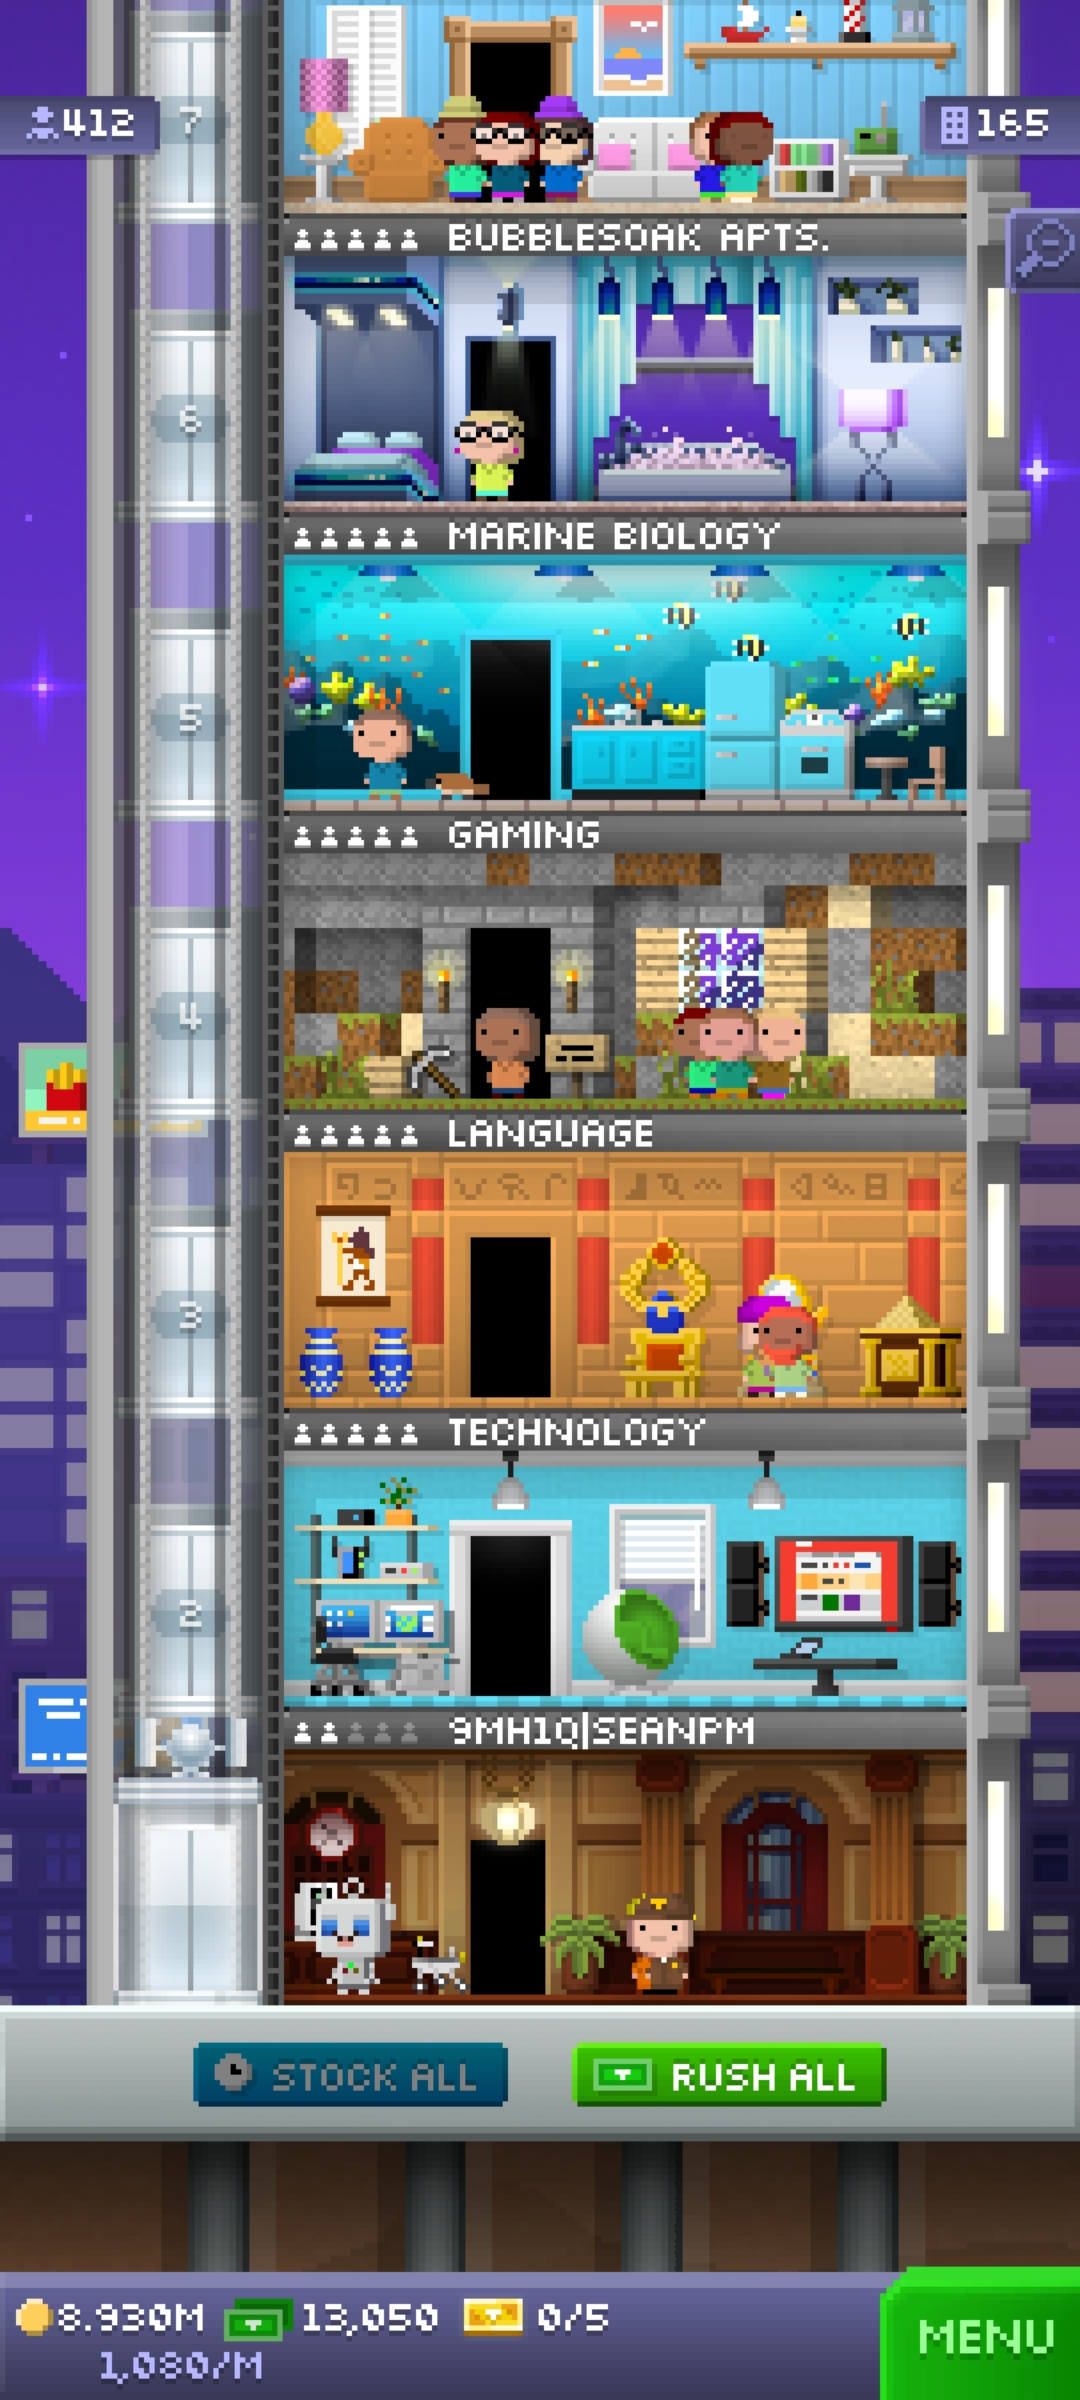 7
412
165
BUBBLESOAK APTS.
6
MARINE BIOLOGY
5
GAMING
4
LANGUAGE
3
TECHNOLOGY
2
9MH1Q|SEANPM
STOCK ALL
RUSH ALL
8.930M
13,050
0/5
1,080/M
MENU